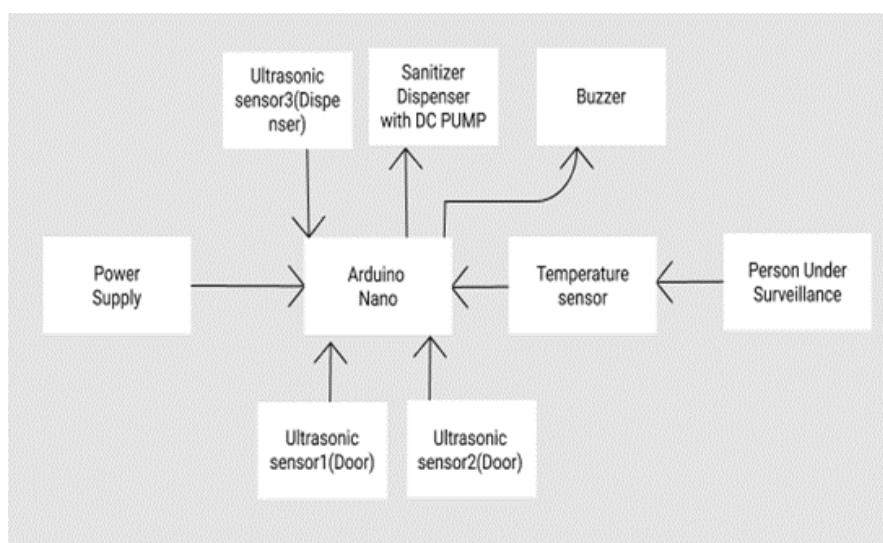 Ultrasonic
sensor3(Dispe
nser)
Sanitizer
Dispenser
with DC PUMP
Buzzer
Power
Supply
Arduino
Nano
Temperature
sensor
Person Under
Surveillance
Ultrasonic
sensor1(Door)
Ultrasonic
sensor2(Door)